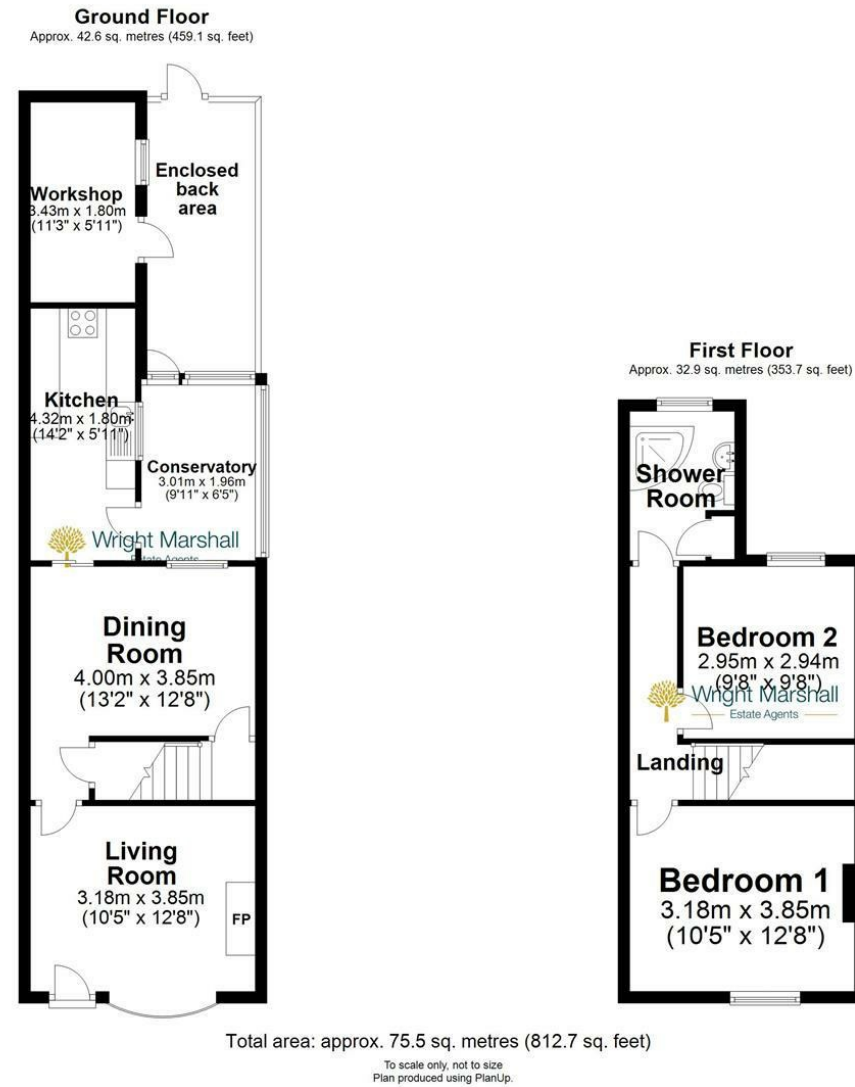 Ground Floor
Approx. 42.6 sq. metres (459.1 sq. feet)
Workshop
3.43m x 1.80m
(11'3" x 5'11")
Enclosed
back
area
Kitchen
4.32m x 1.80m
(14'2" x 5'11")
Conservatory
3.01m x 1.96m
(9'11" x 6'5")
Wright Marshall
Estate Agents
Dining
Room
4.00m x 3.85m
(13'2" x 12'8")
Living
Room
3.18m x 3.85m
(10'5" x 12'8")
FP
First Floor
Approx. 32.9 sq. metres (353.7 sq. feet)
Shower
Room
Bedroom 2
2.95m x 2.94m
(9'8" x 9'8")
Wright Marshall
Estate Agents
Landing
Bedroom 1
3.18m x 3.85m
(10'5" x 12'8")
Total area: approx. 75.5 sq. metres (812.7 sq. feet)
To scale only, not to size
Plan produced using PlanUp.